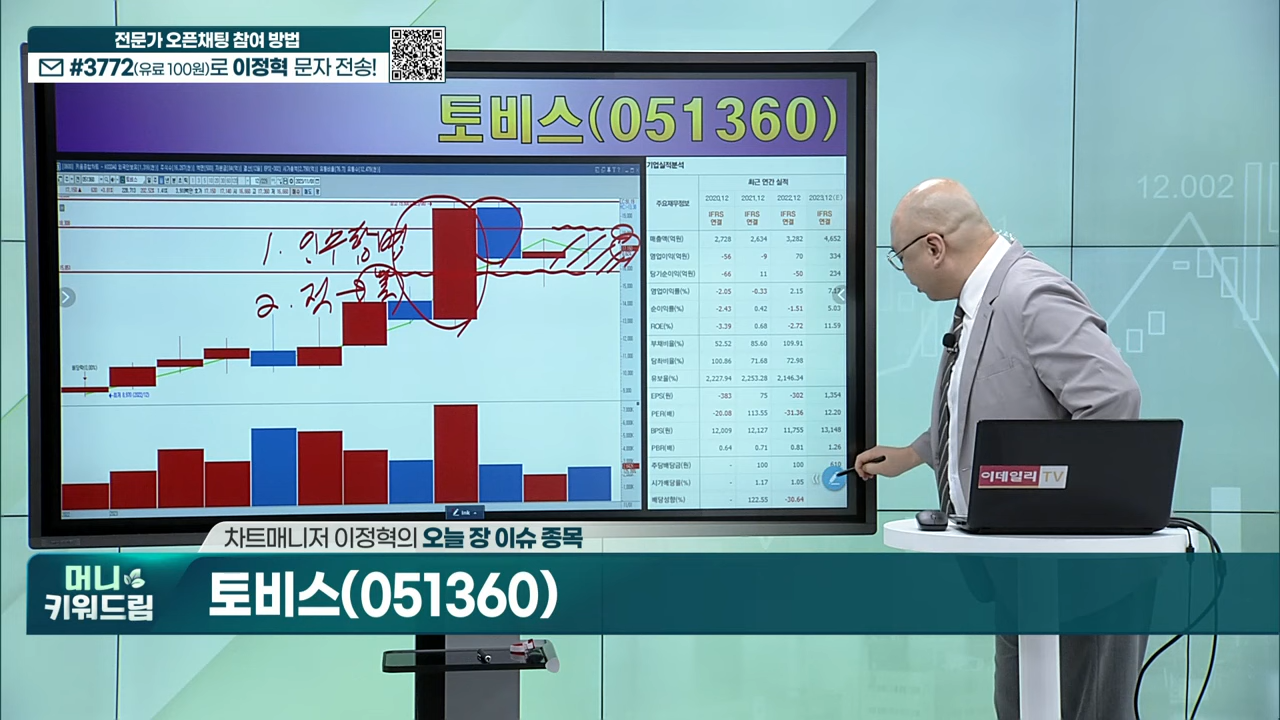 전문가 오픈채팅 참여 방법
#3772(유료 100원)로 이정혁 문자 전송!
토비스(051360)
12.002
기업실적분석
주요재무정보
최근 연간 실적
2020.12 2021.12 2022.12 2023.12(E)
IFRS 연결 IFRS 연결 IFRS 연결 IFRS 연결
매출액(억원) 2,728 2,634 3,282 4,652
영업이익(억원) -56 -9 70 334
당기순이익(억원) -66 11 -50 234
영업이익률(%) -2.05 -0.33 2.15
순이익률(%) -2.43 0.42 -1.51 5.03
ROE(%) -3.39 0.68 -2.72 11.59
부채비율(%) 52.52 85.60 109.91
당좌비율(%) 100.86 71.68 72.98
유보율(%) 2,227.94 2,253.28 2,146.34
EPS(원) -383 75 -302 1,354
PER(배) -20.08 113.55 -31.36 12.20
BPS(원) 12,009 12,127 11,755 13,148
PBR(배) 0.64 0.71 0.81 1.26
주당배당금(원) - 100 100 610
시가배당률(%) - 1.17 1.05
배당성향(%) - 122.55 -30.64
1.
2. 적 →
Ink
이데일리 TV
차트매니저 이정혁의 오늘 장 이슈 종목
머니 키워드림
토비스(051360)